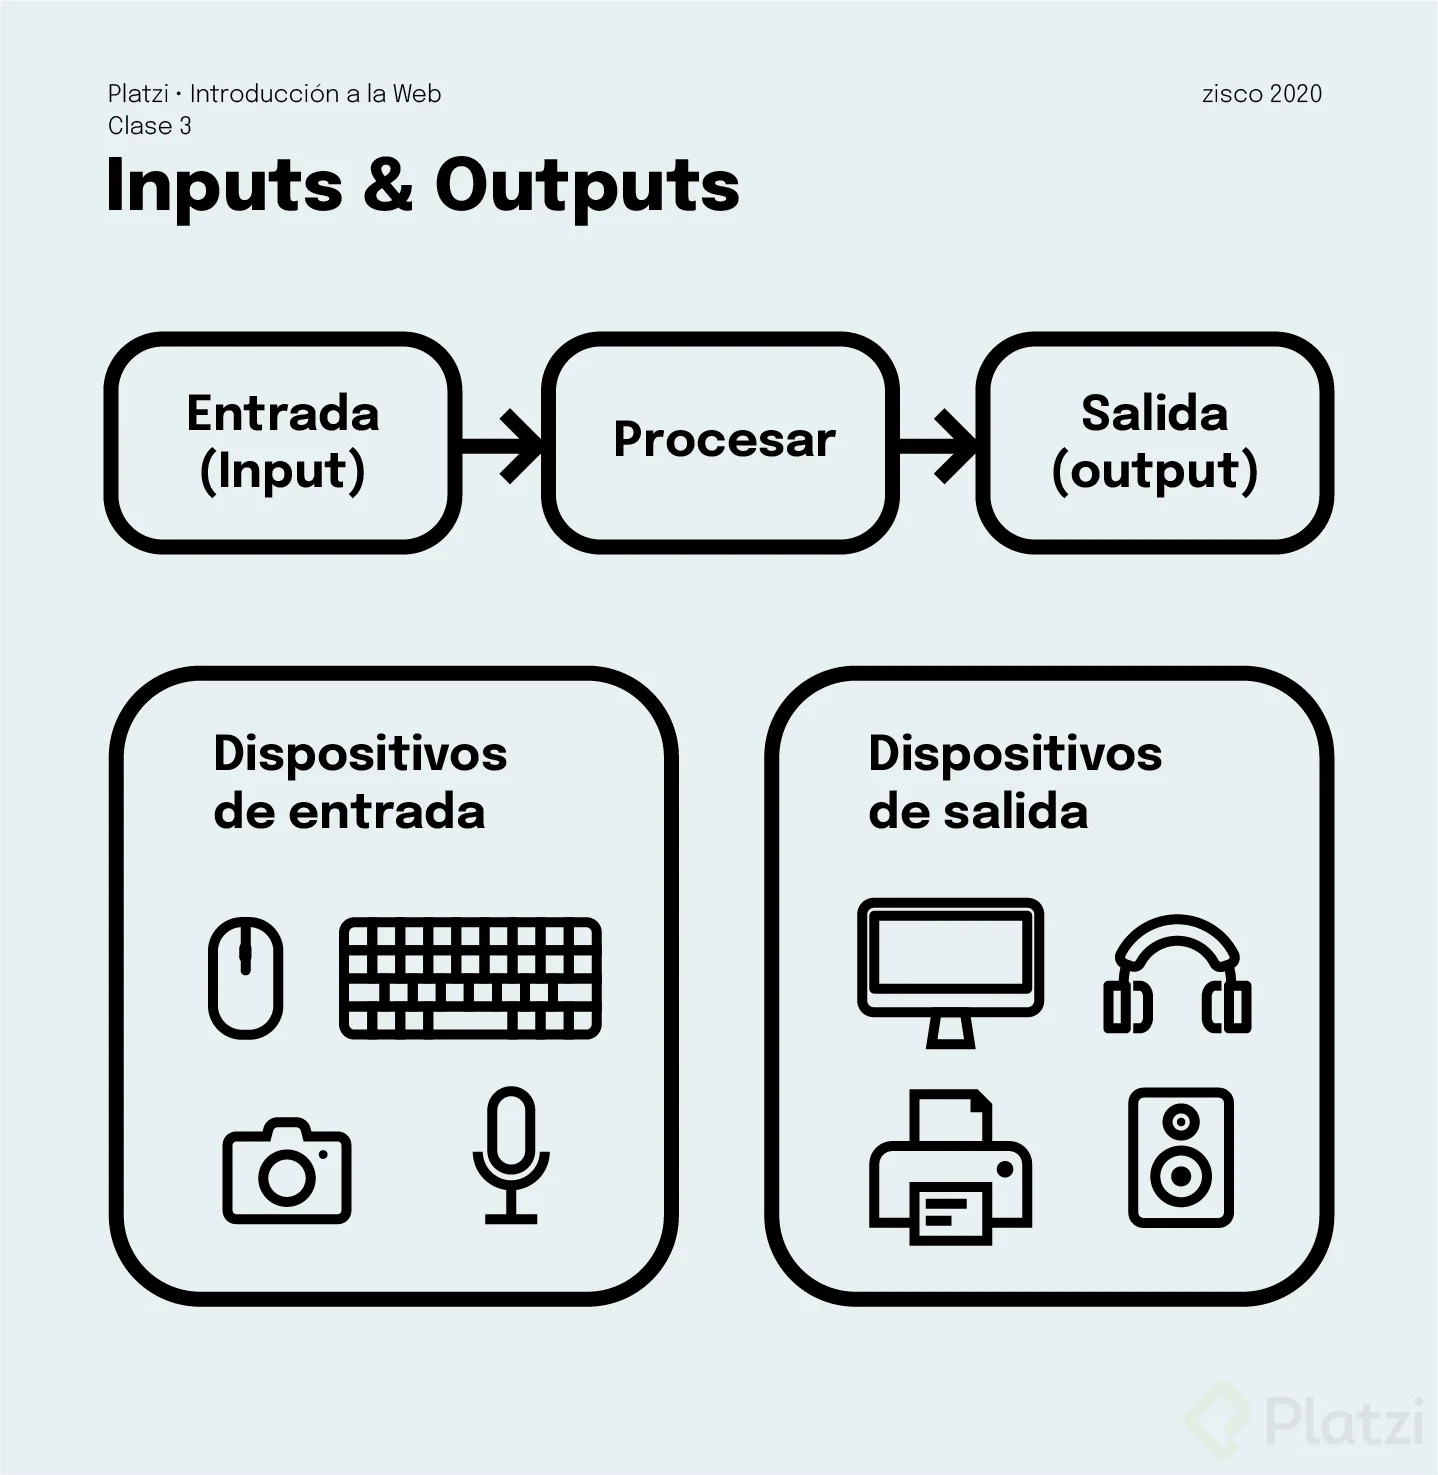 Platzi • Introducción a la Web
zisco 2020
Clase 3
Inputs & Outputs
Entrada
(Input)
Procesar
Salida
(output)
Dispositivos
de entrada
Dispositivos
de salida
Platzi